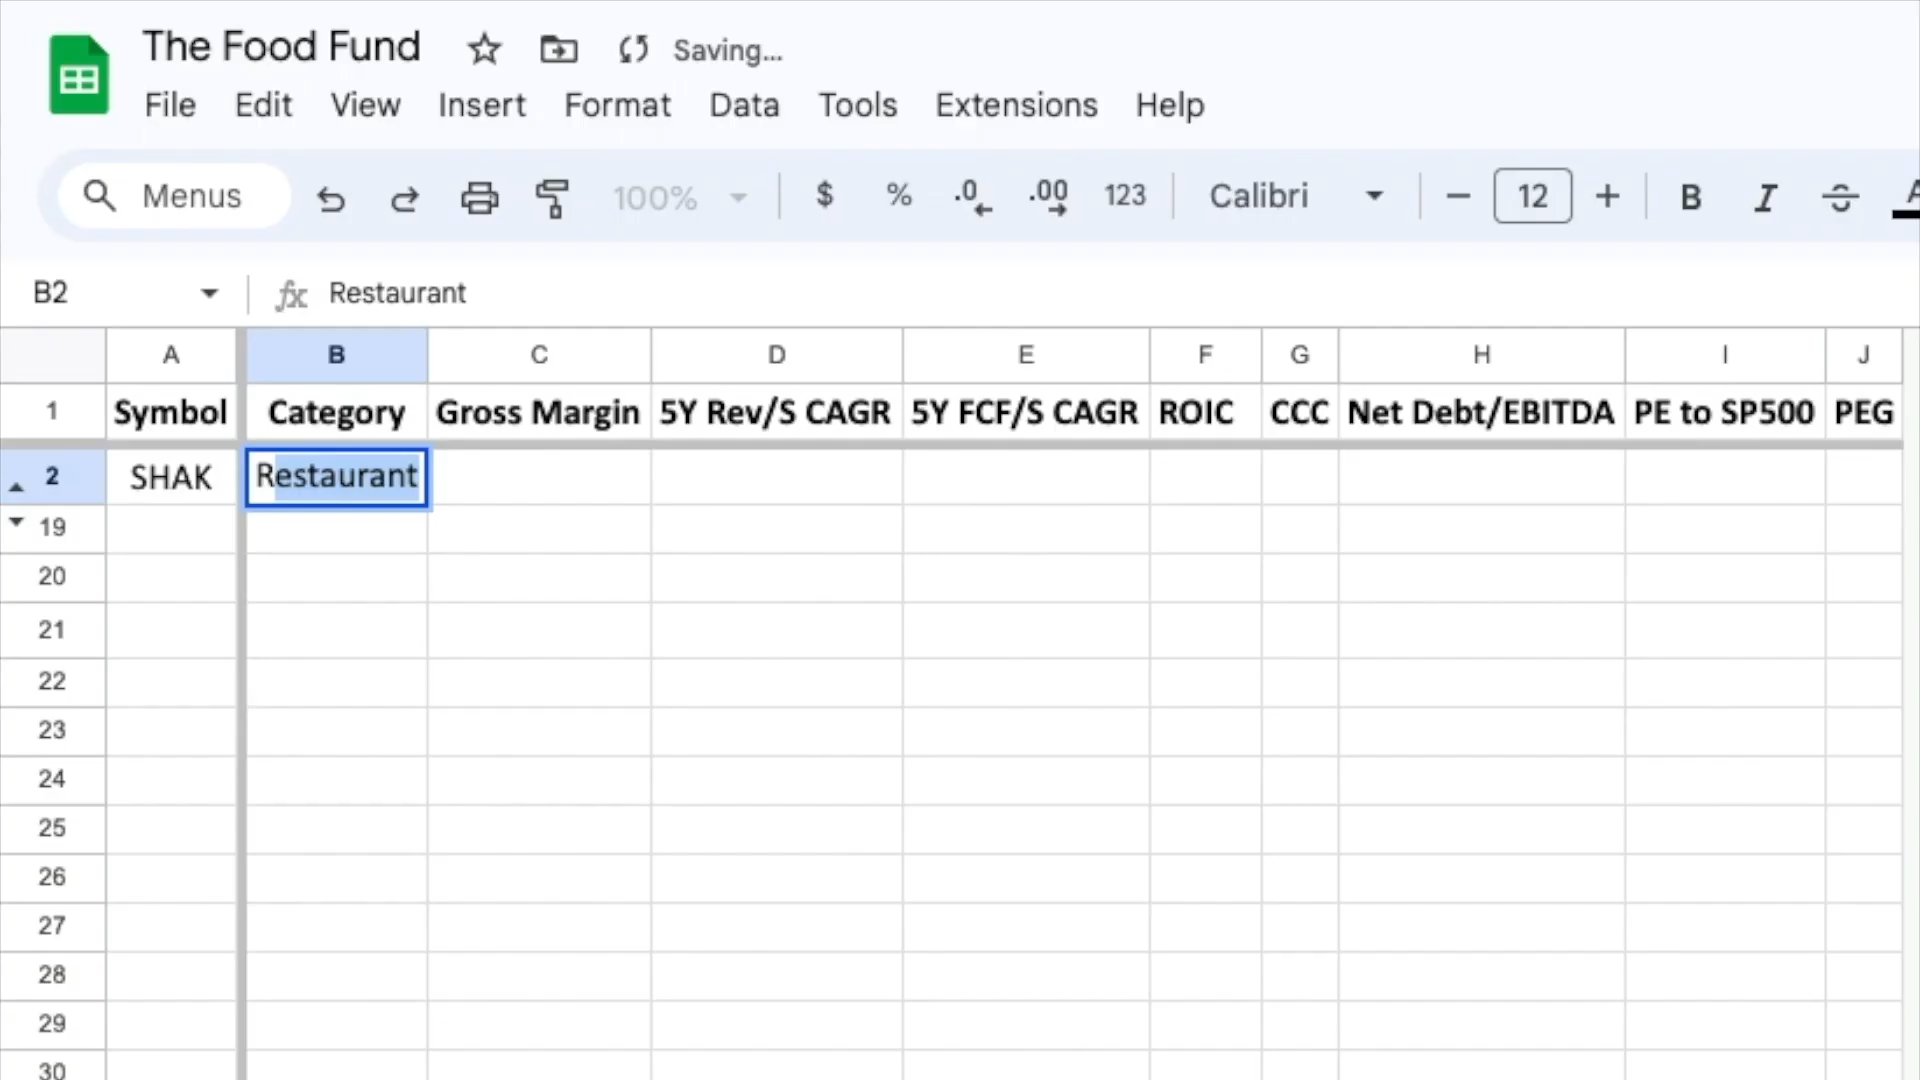 The Food Fund Saving...
File Edit View Insert Format Data Tools Extensions Help
Menus 100% $ % .0 .00 123 Calibri 12 B I S A
B2 fx Restaurant
A B C D E F G H I J
1 Symbol Category Gross Margin 5Y Rev/S CAGR 5Y FCF/S CAGR ROIC CCC Net Debt/EBITDA PE to SP500 PEG
2 SHAK Restaurant
19
20
21
22
23
24
25
26
27
28
29
30